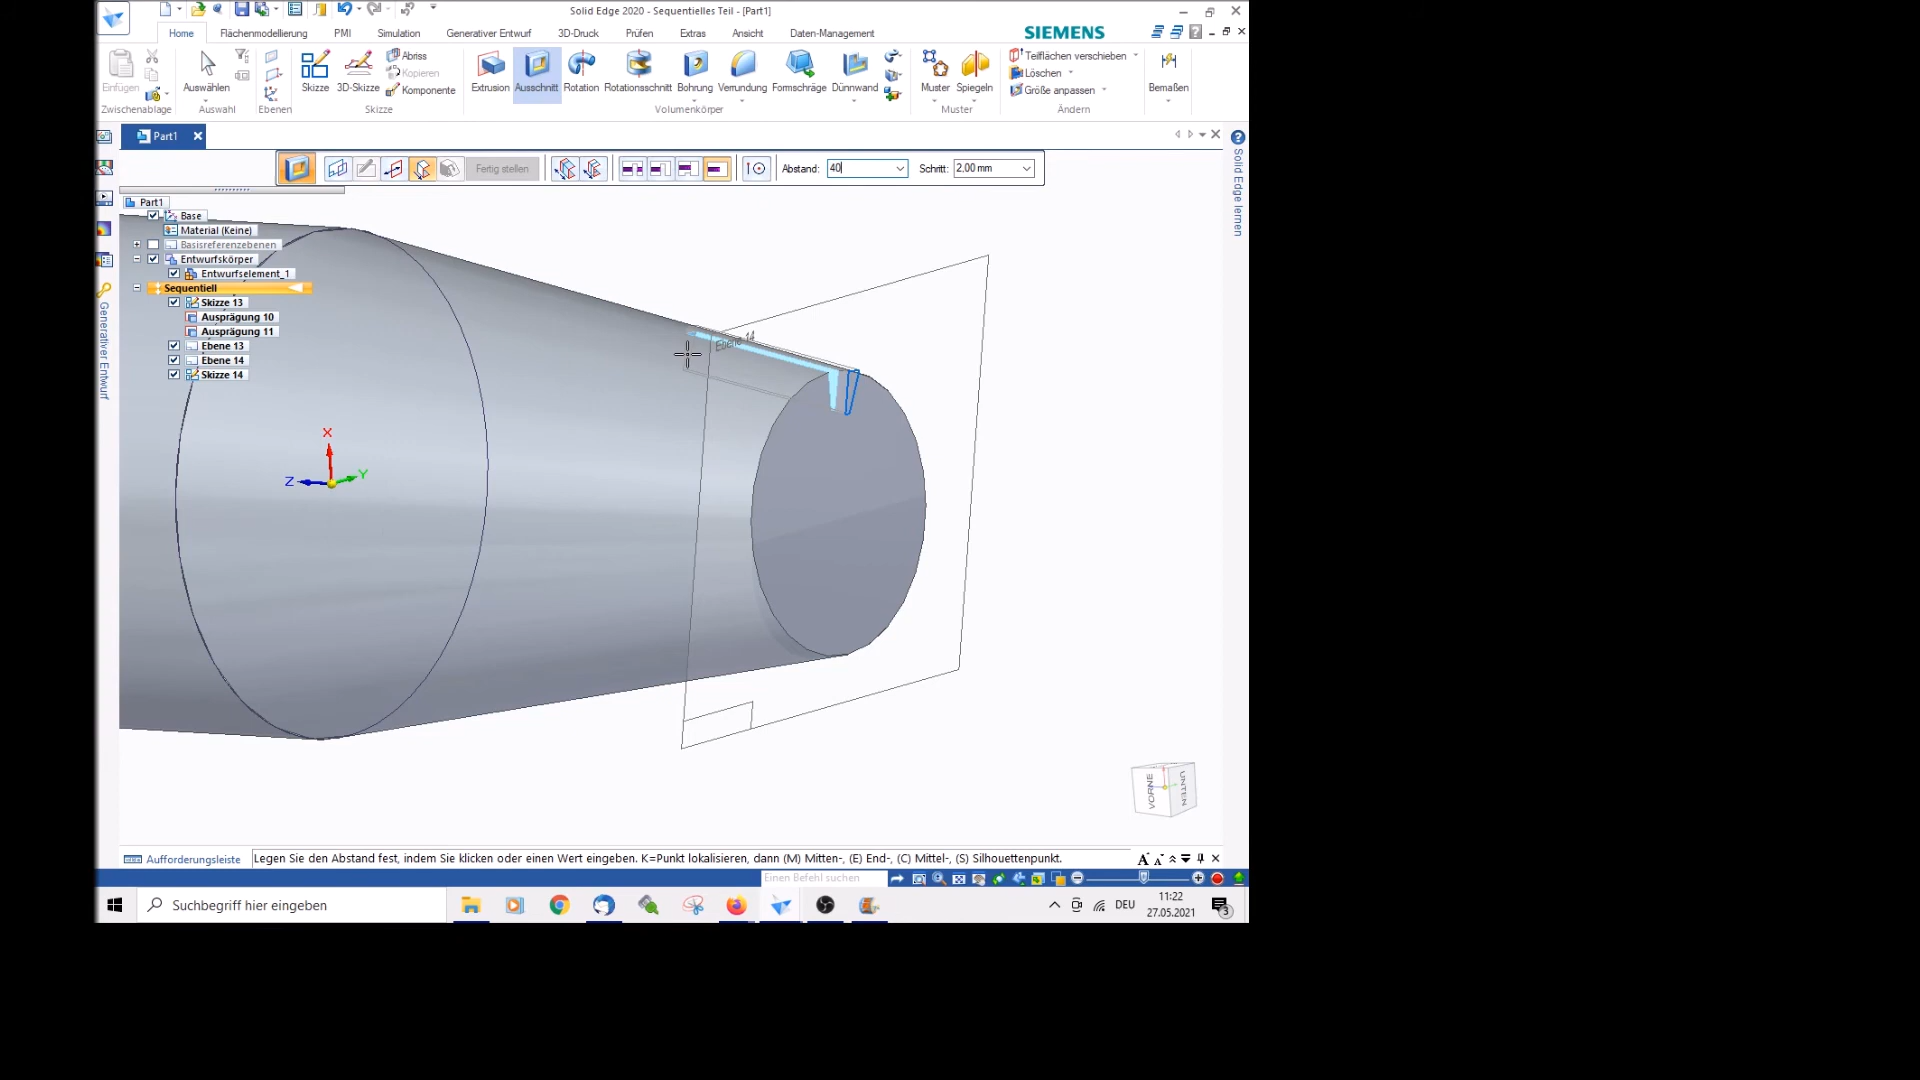 Solid Edge 2020 - Sequentielles Teil - [Part1]
Home Flächenmodellierung PMI Simulation Generativer Entwurf 3D-Druck Prüfen Extras Ansicht Daten-Management
SIEMENS
Einfügen
Zwischenablage
Auswählen
Auswahl
Ebenen
Skizze 3D-Skizze
Abriss
Kopieren
Komponente
Skizze
Extrusion Ausschnitt Rotation Rotationsschnitt Bohrung Verrundung Formschräge Dünnwand
Volumenkörper
Muster Spiegeln
Muster
Teilflächen verschieben
Löschen
Größe anpassen
Ändern
Bemaßen
Part1
Fertig stellen
Abstand: 40
Schritt: 2,00 mm
Solid Edge lernen
Part1
Base
Material (Keine)
Basisreferenzebenen
Entwurfskörper
Entwurfselement_1
Sequentiell
Skizze 13
Ausprägung 10
Ausprägung 11
Ebene 13
Ebene 14
Skizze 14
Generativer Entwurf
Ebene 14
X
Y
Z
VORNE
UNTEN
Aufforderungsleiste
Legen Sie den Abstand fest, indem Sie klicken oder einen Wert eingeben. K=Punkt lokalisieren, dann (M) Mitten-, (E) End-, (C) Mittel-, (S) Silhouettenpunkt.
Einen Befehl suchen
Suchbegriff hier eingeben
DEU
11:22
27.05.2021
3